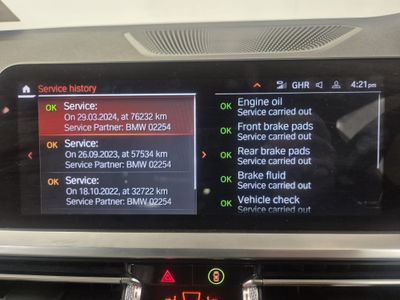 Service history
GHR
4:21pm
OK Service:
On 29.03.2024, at 76232 km
Service Partner: BMW 02254
OK Service:
On 26.09.2023, at 57534 km
Service Partner: BMW 02254
OK Service:
On 18.10.2022, at 32722 km
Service Partner: BMW 02254
OK Engine oil
Service carried out
OK Front brake pads
Service carried out
OK Rear brake pads
Service carried out
OK Brake fluid
Service carried out
OK Vehicle check
Service carried out